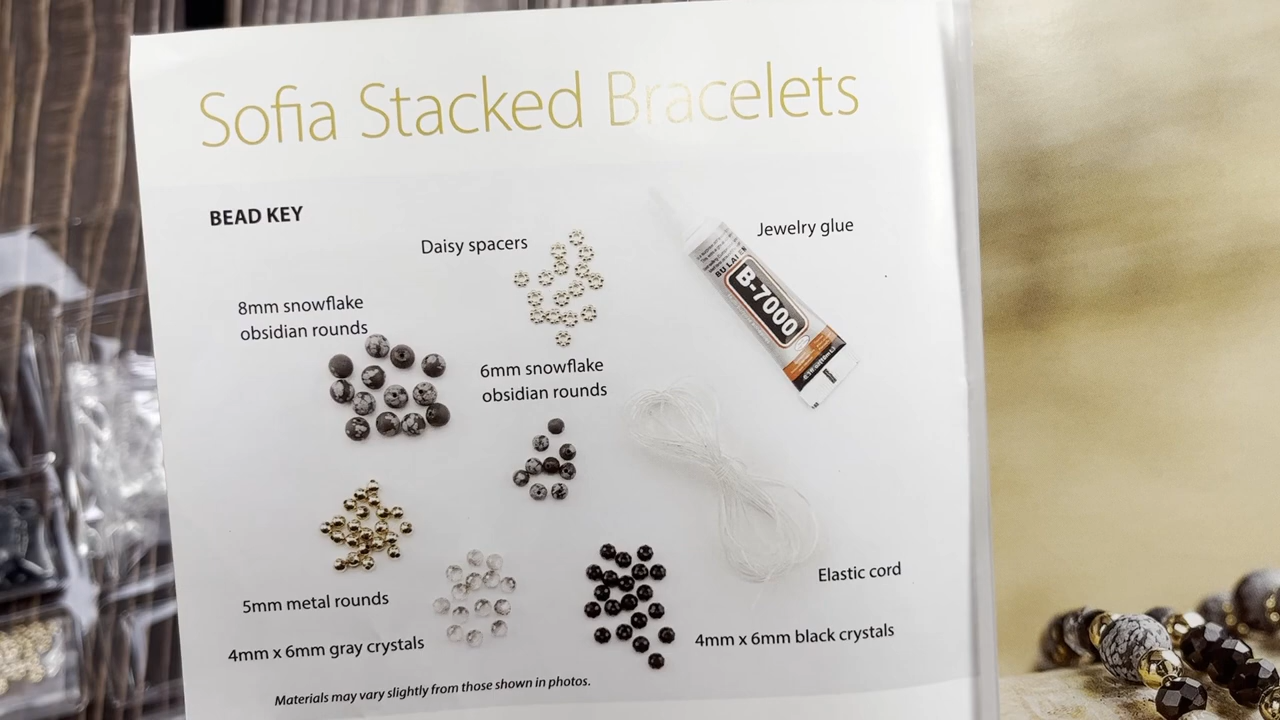 Sofia Stacked Bracelets
BEAD KEY
Daisy spacers
Jewelry glue
8mm snowflake
obsidian rounds
B-7000
6mm snowflake
obsidian rounds
5mm metal rounds
Elastic cord
4mm x 6mm gray crystals
4mm x 6mm black crystals
Materials may vary slightly from those shown in photos.